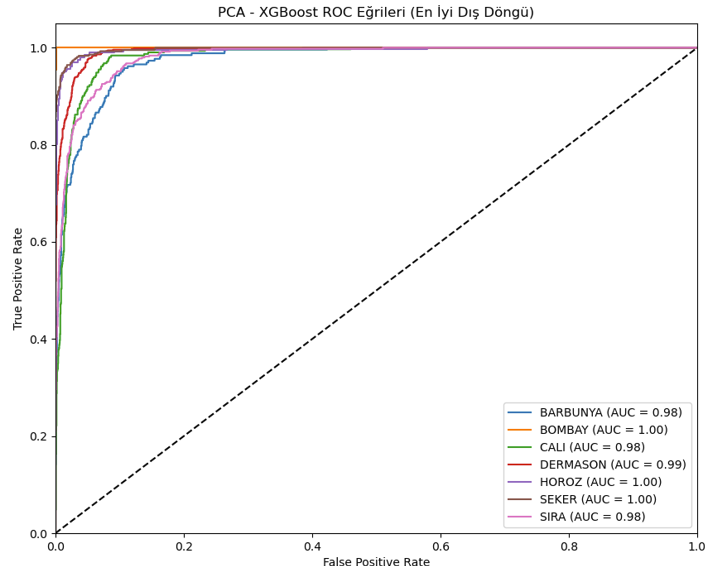 PCA - XGBoost ROC Eğrileri (En İyi Dış Döngü)
1.0
0.8
0.6
0.4
0.2
0.0
True Positive Rate
BARBUNYA (AUC = 0.98)
BOMBAY (AUC = 1.00)
CALI (AUC = 0.98)
DERMASON (AUC = 0.99)
HOROZ (AUC = 1.00)
SEKER (AUC = 1.00)
SIRA (AUC = 0.98)
0.0 0.2 0.4 0.6 0.8 1.0
False Positive Rate